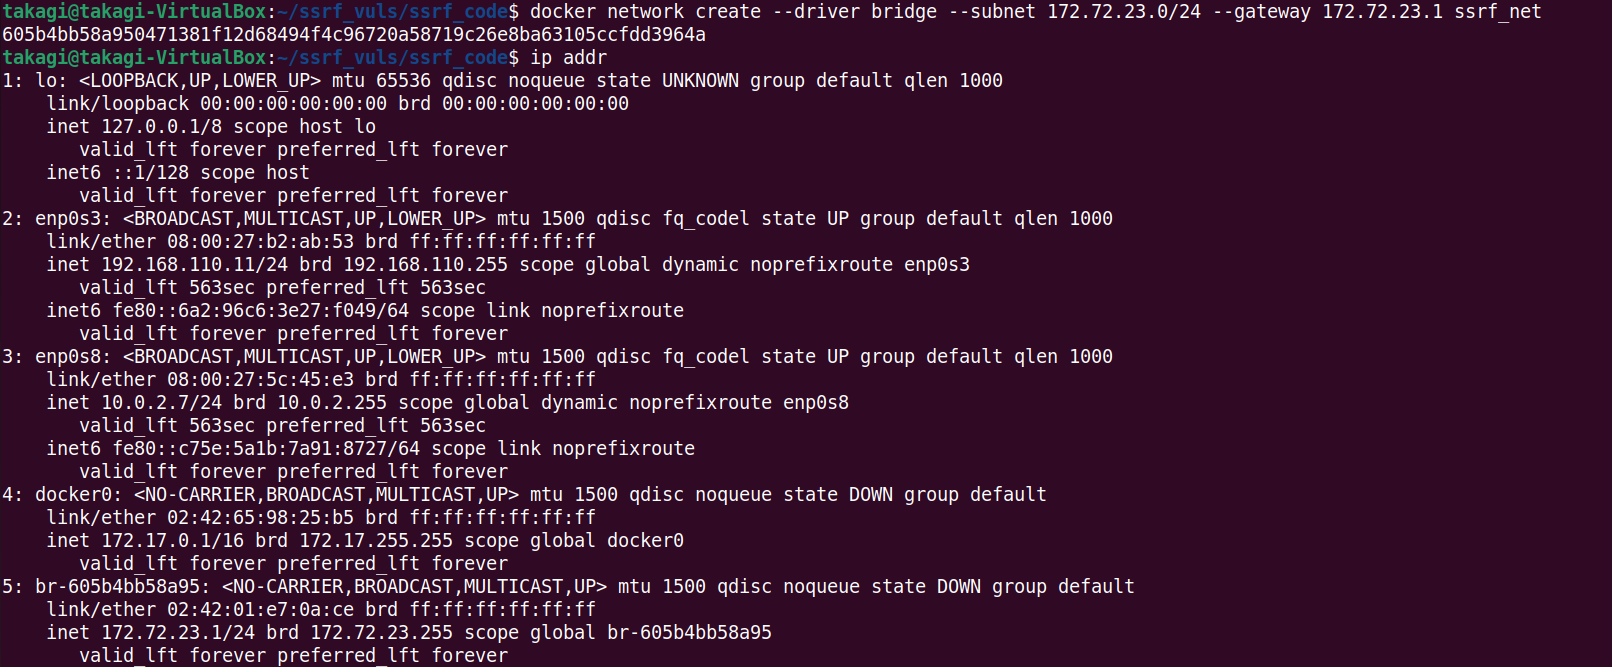 takagi@takagi-VirtualBox:~/ssrf_vuls/ssrf_code$ docker network create --driver bridge --subnet 172.72.23.0/24 --gateway 172.72.23.1 ssrf_net
605b4bb58a950471381f12d68494f4c96720a58719c26e8ba63105ccfdd3964a
takagi@takagi-VirtualBox:~/ssrf_vuls/ssrf_code$ ip addr
1: lo: <LOOPBACK,UP,LOWER_UP> mtu 65536 qdisc noqueue state UNKNOWN group default qlen 1000
    link/loopback 00:00:00:00:00:00 brd 00:00:00:00:00:00
    inet 127.0.0.1/8 scope host lo
       valid_lft forever preferred_lft forever
    inet6 ::1/128 scope host
       valid_lft forever preferred_lft forever
2: enp0s3: <BROADCAST,MULTICAST,UP,LOWER_UP> mtu 1500 qdisc fq_codel state UP group default qlen 1000
    link/ether 08:00:27:b2:ab:53 brd ff:ff:ff:ff:ff:ff
    inet 192.168.110.11/24 brd 192.168.110.255 scope global dynamic noprefixroute enp0s3
       valid_lft 563sec preferred_lft 563sec
    inet6 fe80::6a2:96c6:3e27:f049/64 scope link noprefixroute
       valid_lft forever preferred_lft forever
3: enp0s8: <BROADCAST,MULTICAST,UP,LOWER_UP> mtu 1500 qdisc fq_codel state UP group default qlen 1000
    link/ether 08:00:27:5c:45:e3 brd ff:ff:ff:ff:ff:ff
    inet 10.0.2.7/24 brd 10.0.2.255 scope global dynamic noprefixroute enp0s8
       valid_lft 563sec preferred_lft 563sec
    inet6 fe80::c75e:5a1b:7a91:8727/64 scope link noprefixroute
       valid_lft forever preferred_lft forever
4: docker0: <NO-CARRIER,BROADCAST,MULTICAST,UP> mtu 1500 qdisc noqueue state DOWN group default
    link/ether 02:42:65:98:25:b5 brd ff:ff:ff:ff:ff:ff
    inet 172.17.0.1/16 brd 172.17.255.255 scope global docker0
       valid_lft forever preferred_lft forever
5: br-605b4bb58a95: <NO-CARRIER,BROADCAST,MULTICAST,UP> mtu 1500 qdisc noqueue state DOWN group default
    link/ether 02:42:01:e7:0a:ce brd ff:ff:ff:ff:ff:ff
    inet 172.72.23.1/24 brd 172.72.23.255 scope global br-605b4bb58a95
       valid_lft forever preferred_lft forever